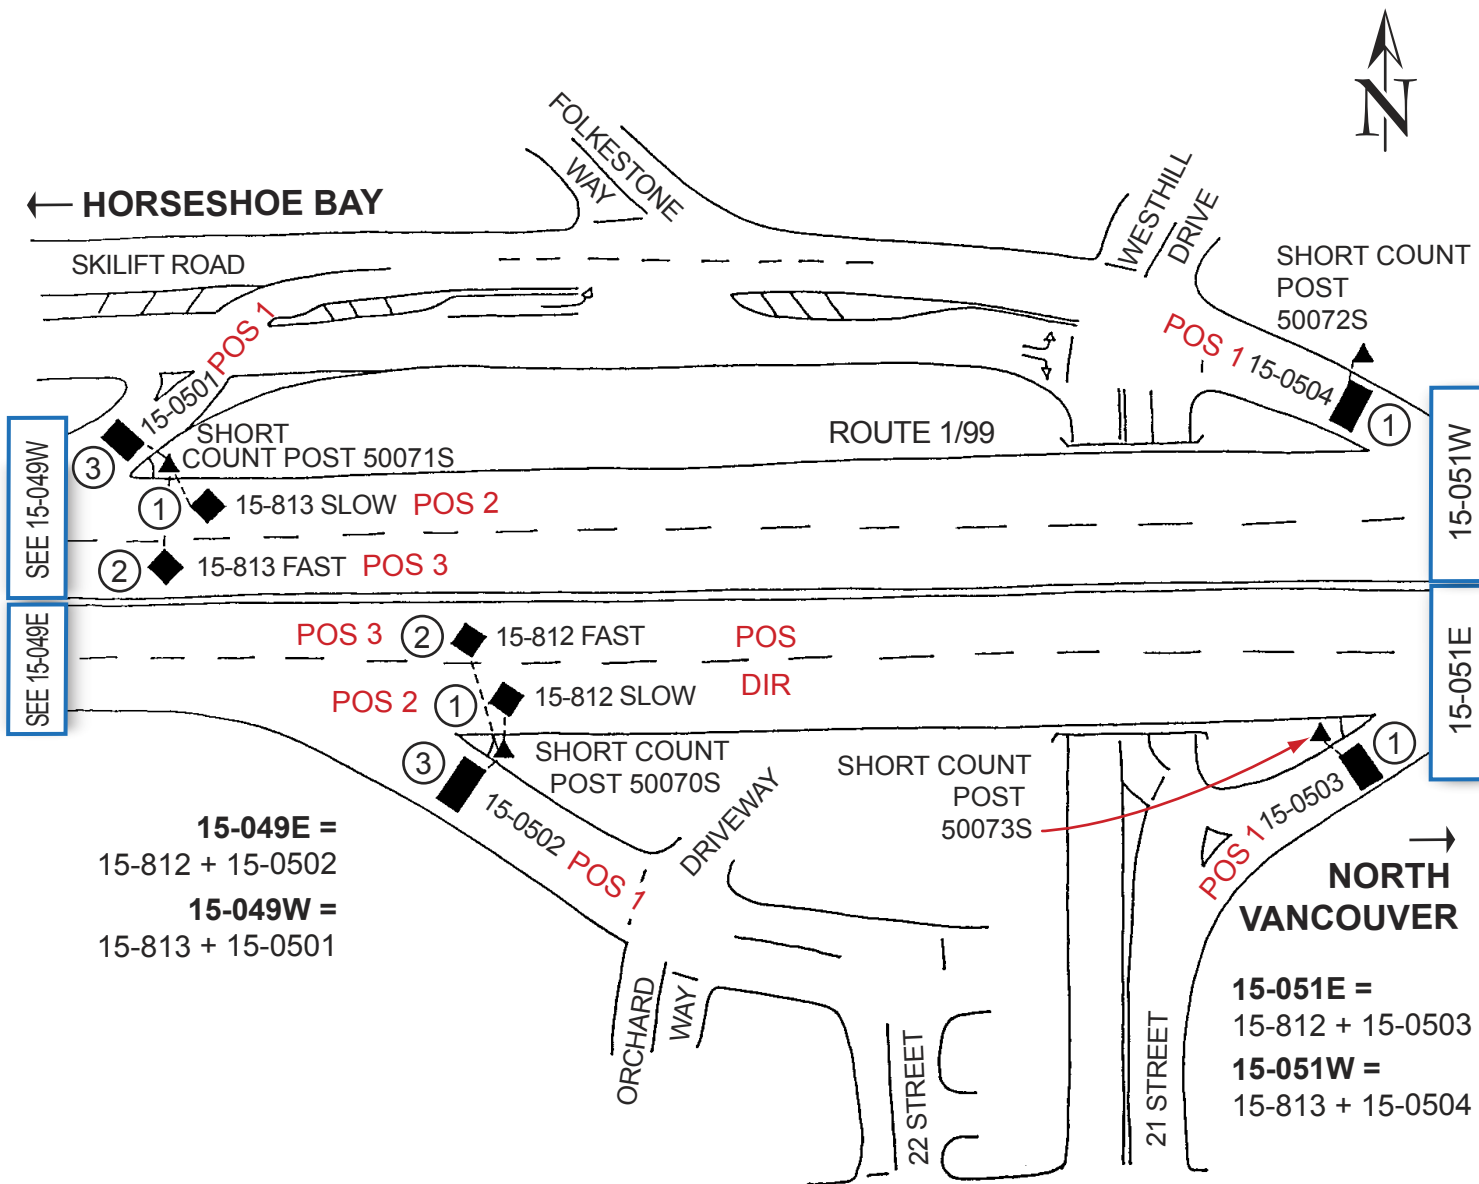 N
← HORSESHOE BAY
SKILIFT ROAD
FOLKESTONE
WAY
WESTHILL
DRIVE
SHORT COUNT
POST
50072S
POS 1
15-0504
1
POS 1
15-0501
3
SHORT
COUNT POST 50071S
ROUTE 1/99
1
15-813 SLOW POS 2
2
15-813 FAST POS 3
SEE 15-049W
15-051W
SEE 15-049E
15-051E
POS 3 2 15-812 FAST
POS
DIR
POS 2 1 15-812 SLOW
3
SHORT COUNT
POST 50070S
15-0502 POS 1
DRIVEWAY
SHORT COUNT
POST
50073S
1
POS 1 15-0503
15-049E =
15-812 + 15-0502
15-049W =
15-813 + 15-0501
→
NORTH
VANCOUVER
ORCHARD
WAY
22 STREET
21 STREET
15-051E =
15-812 + 15-0503
15-051W =
15-813 + 15-0504